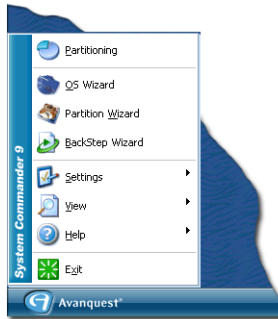 Partitioning
OS Wizard
Partition Wizard
BackStep Wizard
Settings
View
Help
Exit
System Commander 9
Avanquest®